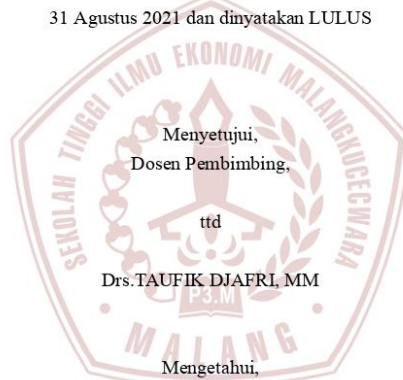 31 Agustus 2021 dan dinyatakan LULUS
SEKOLAH TINGGI ILMU EKONOMI MALANGKUCECWARA
Menyetujui,
Dosen Pembimbing,
ttd
Drs.TAUFIK DJAFRI, MM
P3.M
MALANG
Mengetahui,